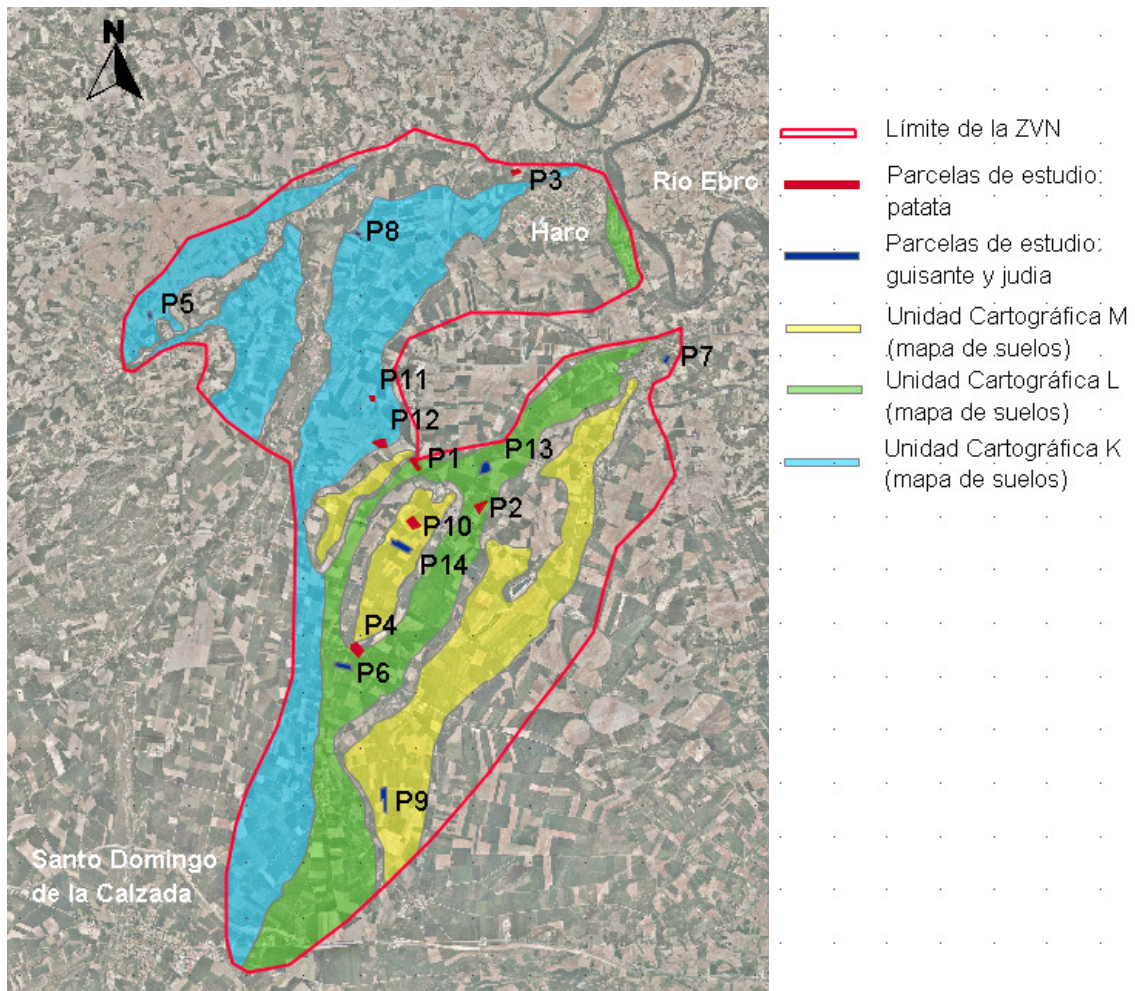 N
P3
Río Ebro
P8
Haro
P5
P7
P11
P12
P1
P13
P2
P10
P14
P4
P6
P9
Santo Domingo
de la Calzada
Límite de la ZVN
Parcelas de estudio:
patata
Parcelas de estudio:
guisante y judia
Unidad Cartográfica M
(mapa de suelos)
Unidad Cartográfica L
(mapa de suelos)
Unidad Cartográfica K
(mapa de suelos)